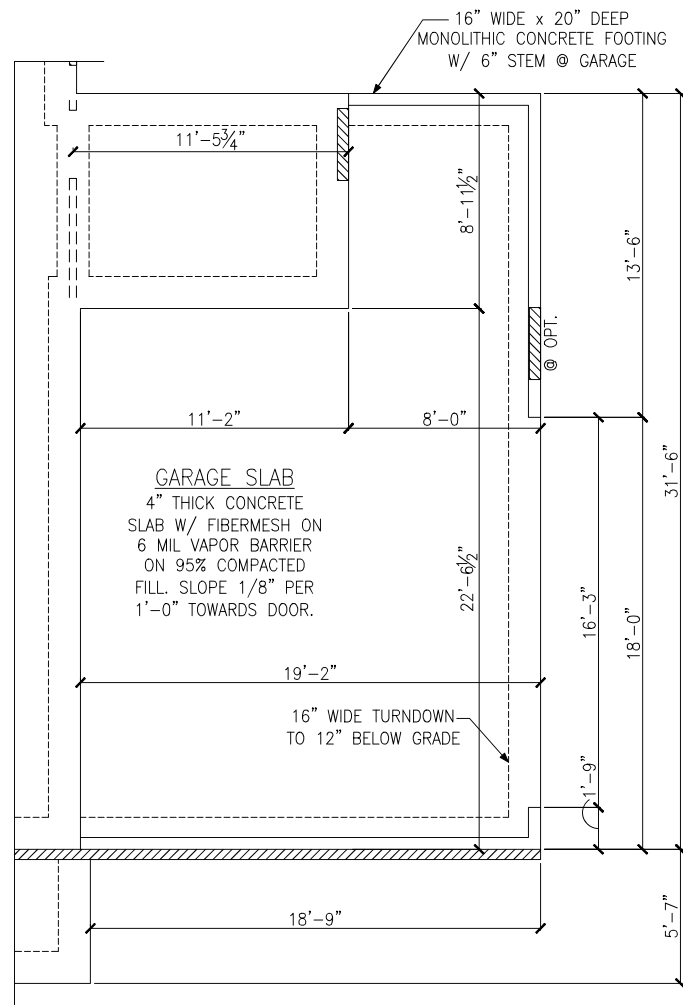 16" WIDE x 20" DEEP
MONOLITHIC CONCRETE FOOTING
W/ 6" STEM @ GARAGE
11'-5¾"
8'-11½"
13'-6"
@ OPT.
11'-2"
8'-0"
31'-6"
GARAGE SLAB
4" THICK CONCRETE
SLAB W/ FIBERMESH ON
6 MIL VAPOR BARRIER
ON 95% COMPACTED
FILL. SLOPE 1/8" PER
1'-0" TOWARDS DOOR.
22'-6½"
16'-3"
18'-0"
19'-2"
16" WIDE TURNDOWN
TO 12" BELOW GRADE
1'-9"
18'-9"
5'-7"